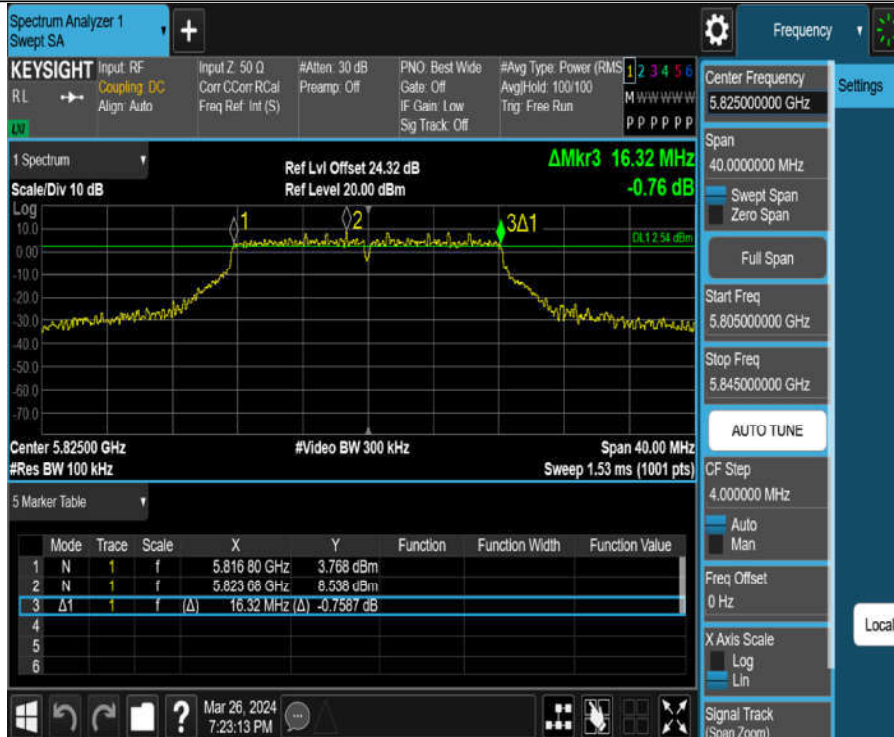 Spectrum Analyzer 1
Swept SA
+
Frequency
KEYSIGHT
RL
LXI
Input: RF
Coupling: DC
Align: Auto
Input Z: 50 Ω
Corr CCorr RCal
Freq Ref: Int (S)
#Atten: 30 dB
Preamp: Off
PNO: Best Wide
Gate: Off
IF Gain: Low
Sig Track: Off
#Avg Type: Power (RMS
Avg|Hold: 100/100
Trig: Free Run
1 2 3 4 5 6
M W W W W W
P P P P P P
Center Frequency
5.825000000 GHz
Settings
1 Spectrum
Scale/Div 10 dB
Ref Lvl Offset 24.32 dB
Ref Level 20.00 dBm
ΔMkr3 16.32 MHz
-0.76 dB
Span
40.0000000 MHz
Swept Span
Zero Span
Full Span
Log
10.0
0.00
-10.0
-20.0
-30.0
-40.0
-50.0
-60.0
-70.0
1
2
3Δ1
DL1 2.54 dBm
Start Freq
5.805000000 GHz
Stop Freq
5.845000000 GHz
AUTO TUNE
Center 5.82500 GHz
#Video BW 300 kHz
Span 40.00 MHz
#Res BW 100 kHz
Sweep 1.53 ms (1001 pts)
CF Step
4.000000 MHz
Auto
Man
5 Marker Table
Mode Trace Scale X Y Function Function Width Function Value
1 N 1 f 5.816 80 GHz 3.768 dBm
2 N 1 f 5.823 68 GHz 8.538 dBm
3 Δ1 1 f (Δ) 16.32 MHz (Δ) -0.7587 dB
4
5
6
Freq Offset
0 Hz
X Axis Scale
Log
Lin
Local
Signal Track
(Span Zoom)
?
Mar 26, 2024
7:23:13 PM